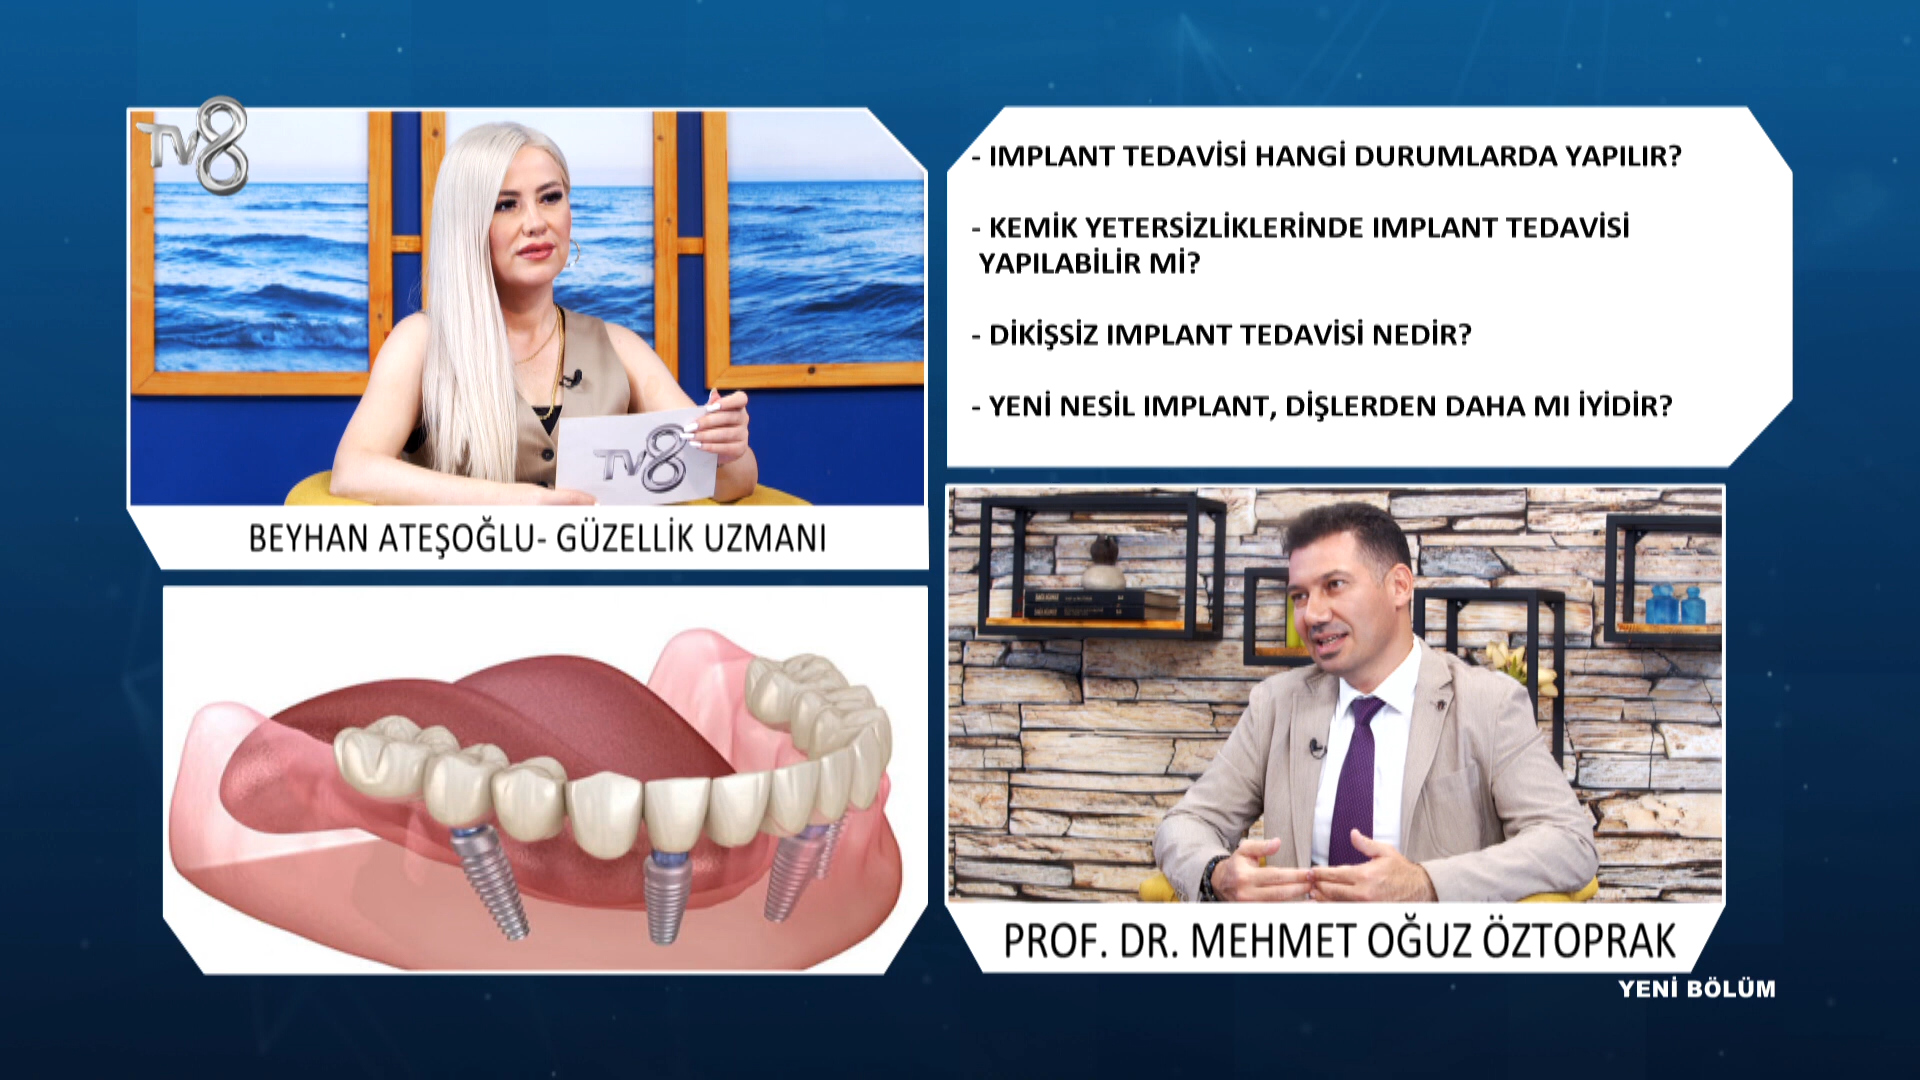 TV8
- IMPLANT TEDAVİSİ HANGİ DURUMLARDA YAPILIR?
- KEMİK YETERSİZLİKLERİNDE IMPLANT TEDAVİSİ
YAPILABİLİR Mİ?
- DİKİŞSİZ IMPLANT TEDAVİSİ NEDİR?
- YENİ NESİL IMPLANT, DİŞLERDEN DAHA MI İYİDİR?
TV8
BEYHAN ATEŞOĞLU- GÜZELLİK UZMANI
PROF. DR. MEHMET OĞUZ ÖZTOPRAK
YENİ BÖLÜM